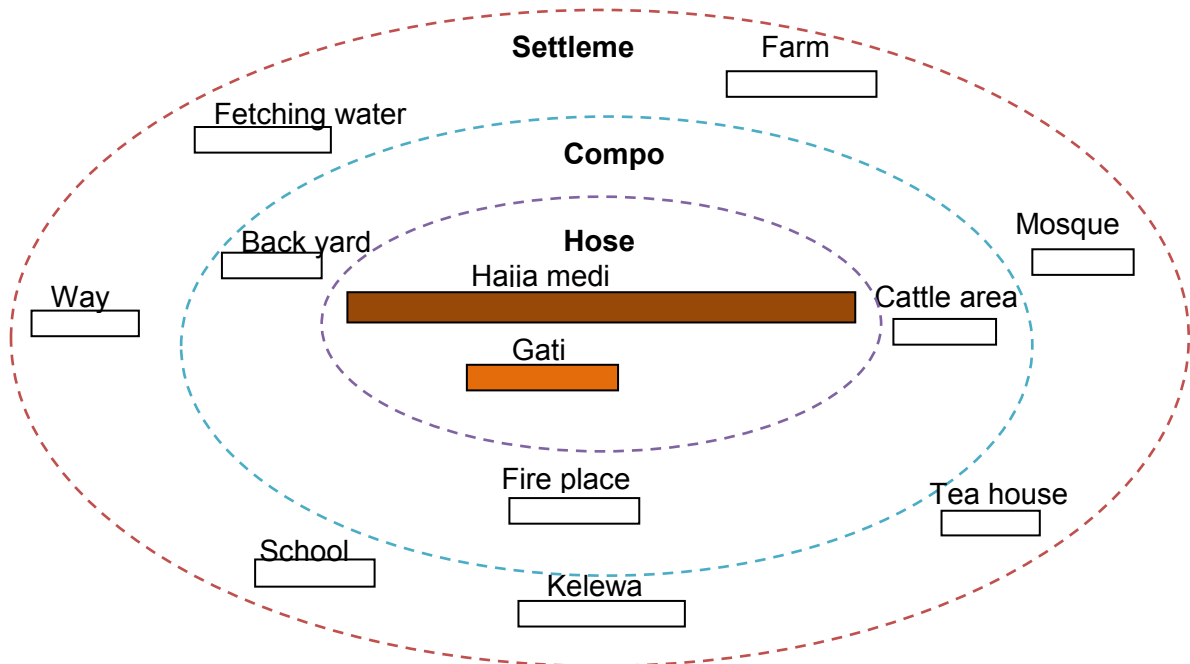 Settleme
Farm
Fetching water
Compo
Mosque
Back yard
Hose
Hajja medi
Way
Cattle area
Gati
Fire place
Tea house
School
Kelewa